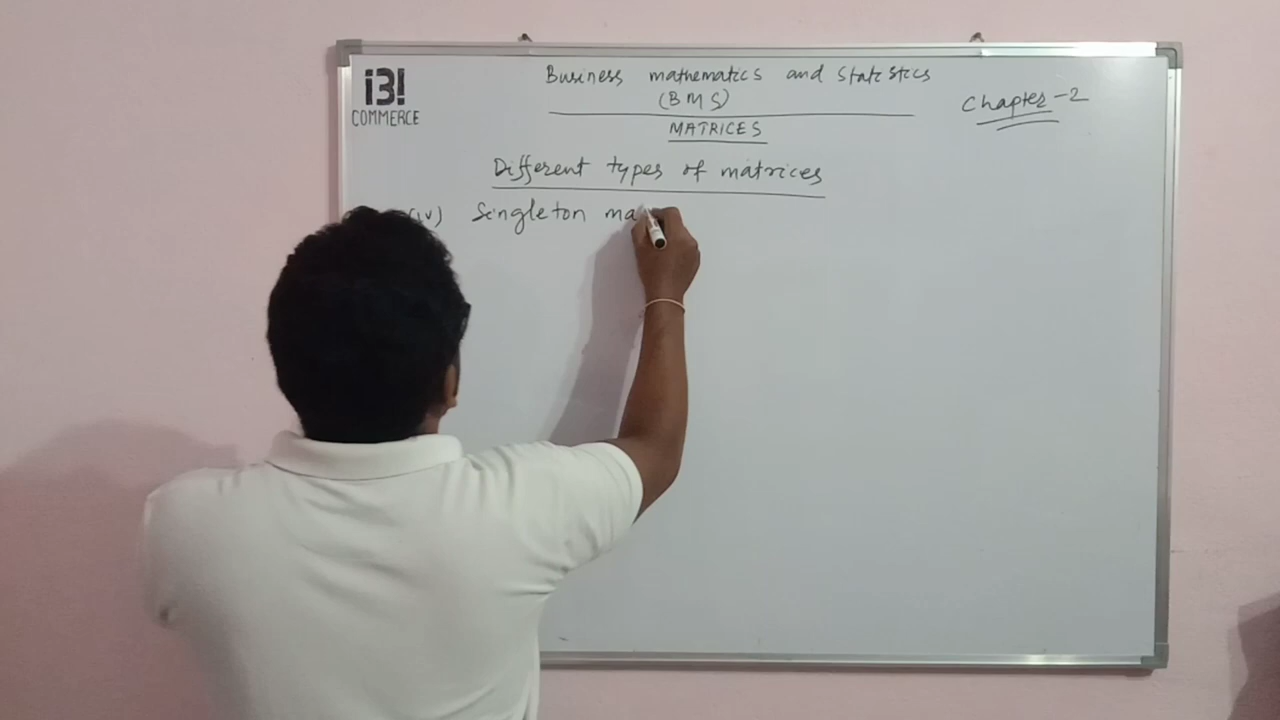 i3!
COMMERCE
Business mathematics and Statistics
(BMS)
Chapter-2
MATRICES
Different types of matrices
(iv) Singleton ma